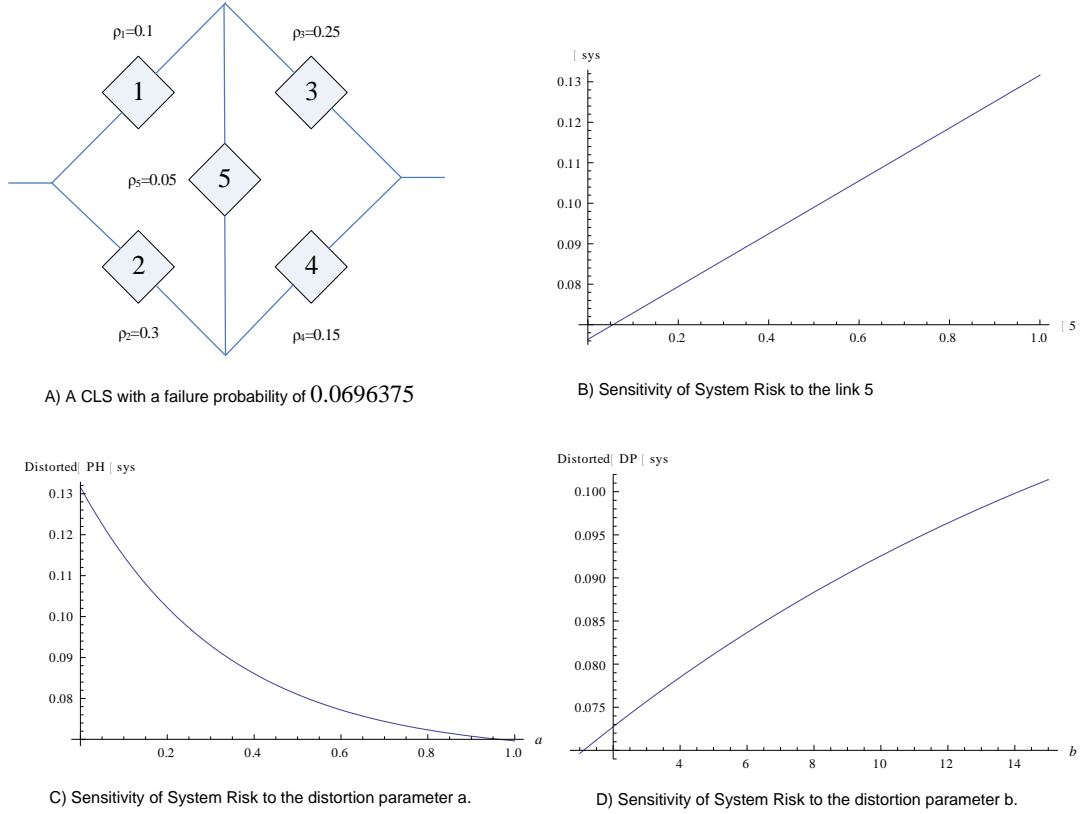 ρ1=0.1
ρ3=0.25
1
3
ρ5=0.05
5
2
4
ρ2=0.3
ρ4=0.15
A) A CLS with a failure probability of 0.0696375
[ sys
0.13
0.12
0.11
0.10
0.09
0.08
0.2 0.4 0.6 0.8 1.0
[ 5
B) Sensitivity of System Risk to the link 5
Distorted[ PH [ sys
0.13
0.12
0.11
0.10
0.09
0.08
0.2 0.4 0.6 0.8 1.0
a
C) Sensitivity of System Risk to the distortion parameter a.
Distorted[ DP [ sys
0.100
0.095
0.090
0.085
0.080
0.075
4 6 8 10 12 14
b
D) Sensitivity of System Risk to the distortion parameter b.